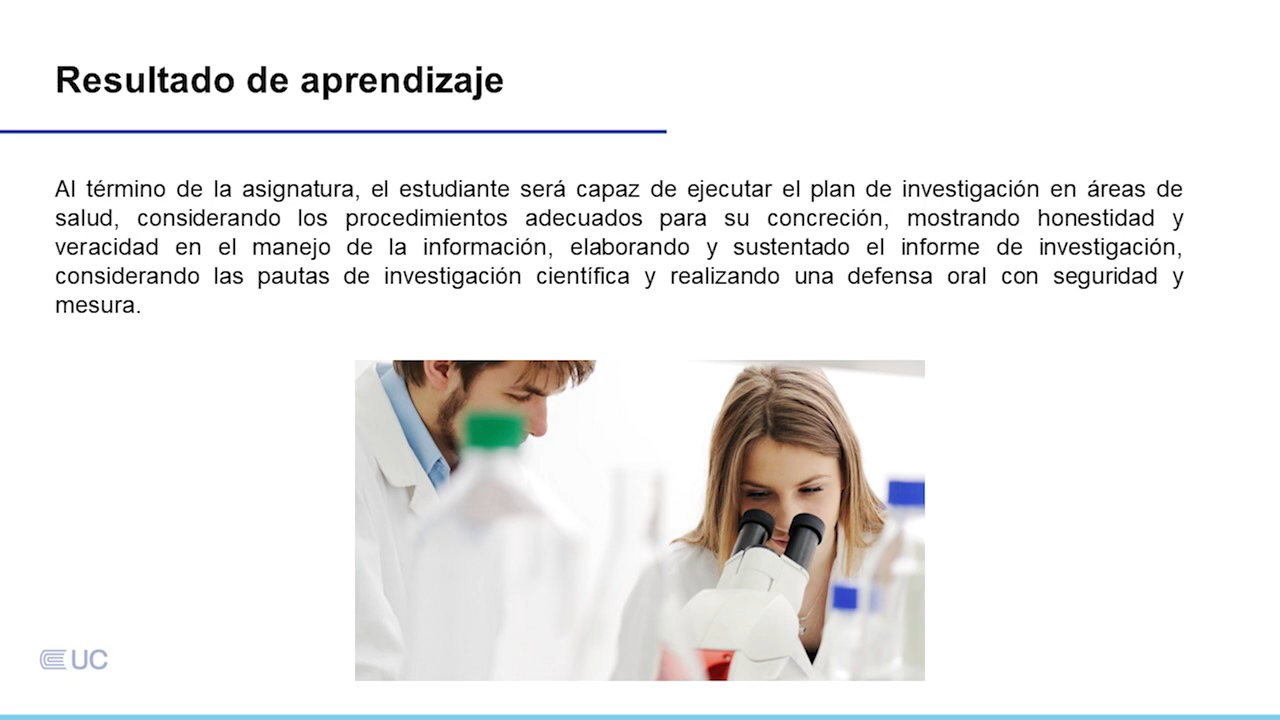 Resultado de aprendizaje
Al término de la asignatura, el estudiante será capaz de ejecutar el plan de investigación en áreas de
salud, considerando los procedimientos adecuados para su concreción, mostrando honestidad y
veracidad en el manejo de la información, elaborando y sustentado el informe de investigación,
considerando las pautas de investigación científica y realizando una defensa oral con seguridad y
mesura.
UC